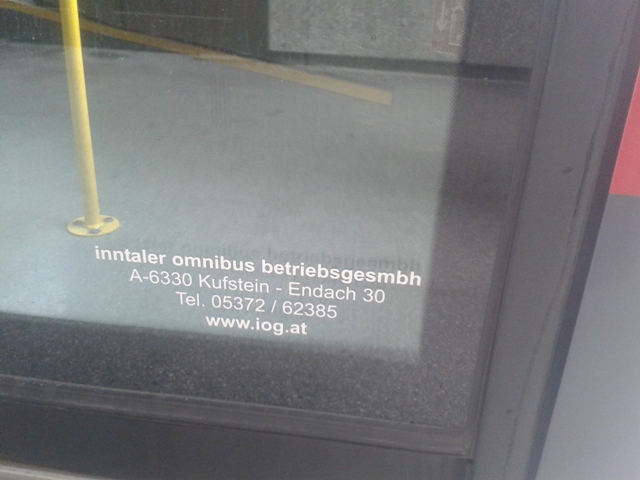 inntaler omnibus betriebsgesmbh
A-6330 Kufstein - Endach 30
Tel. 05372 / 62385
www.iog.at